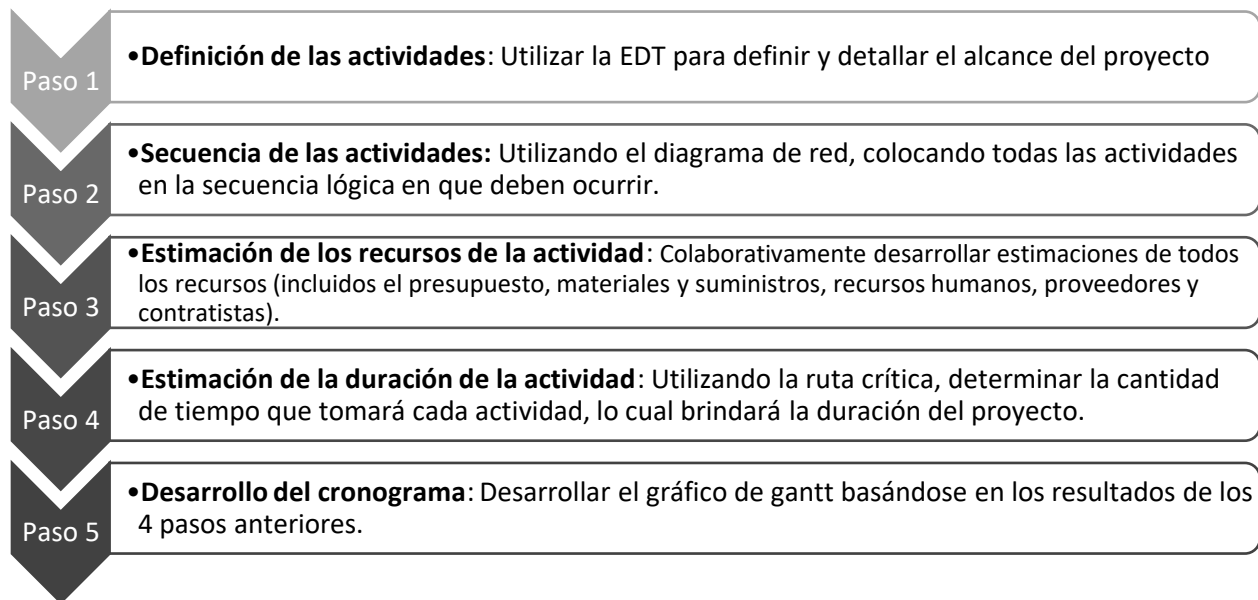 Paso 1
•Definición de las actividades: Utilizar la EDT para definir y detallar el alcance del proyecto
Paso 2
•Secuencia de las actividades: Utilizando el diagrama de red, colocando todas las actividades
en la secuencia lógica en que deben ocurrir.
Paso 3
•Estimación de los recursos de la actividad: Colaborativamente desarrollar estimaciones de todos
los recursos (incluidos el presupuesto, materiales y suministros, recursos humanos, proveedores y
contratistas).
Paso 4
•Estimación de la duración de la actividad: Utilizando la ruta crítica, determinar la cantidad
de tiempo que tomará cada actividad, lo cual brindará la duración del proyecto.
Paso 5
•Desarrollo del cronograma: Desarrollar el gráfico de gantt basándose en los resultados de los
4 pasos anteriores.